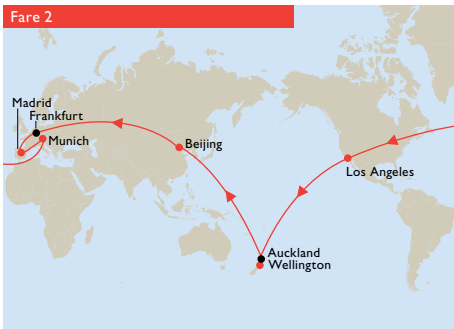 Fare 2
Madrid
Frankfurt
Munich
Beijing
Los Angeles
Auckland
Wellington